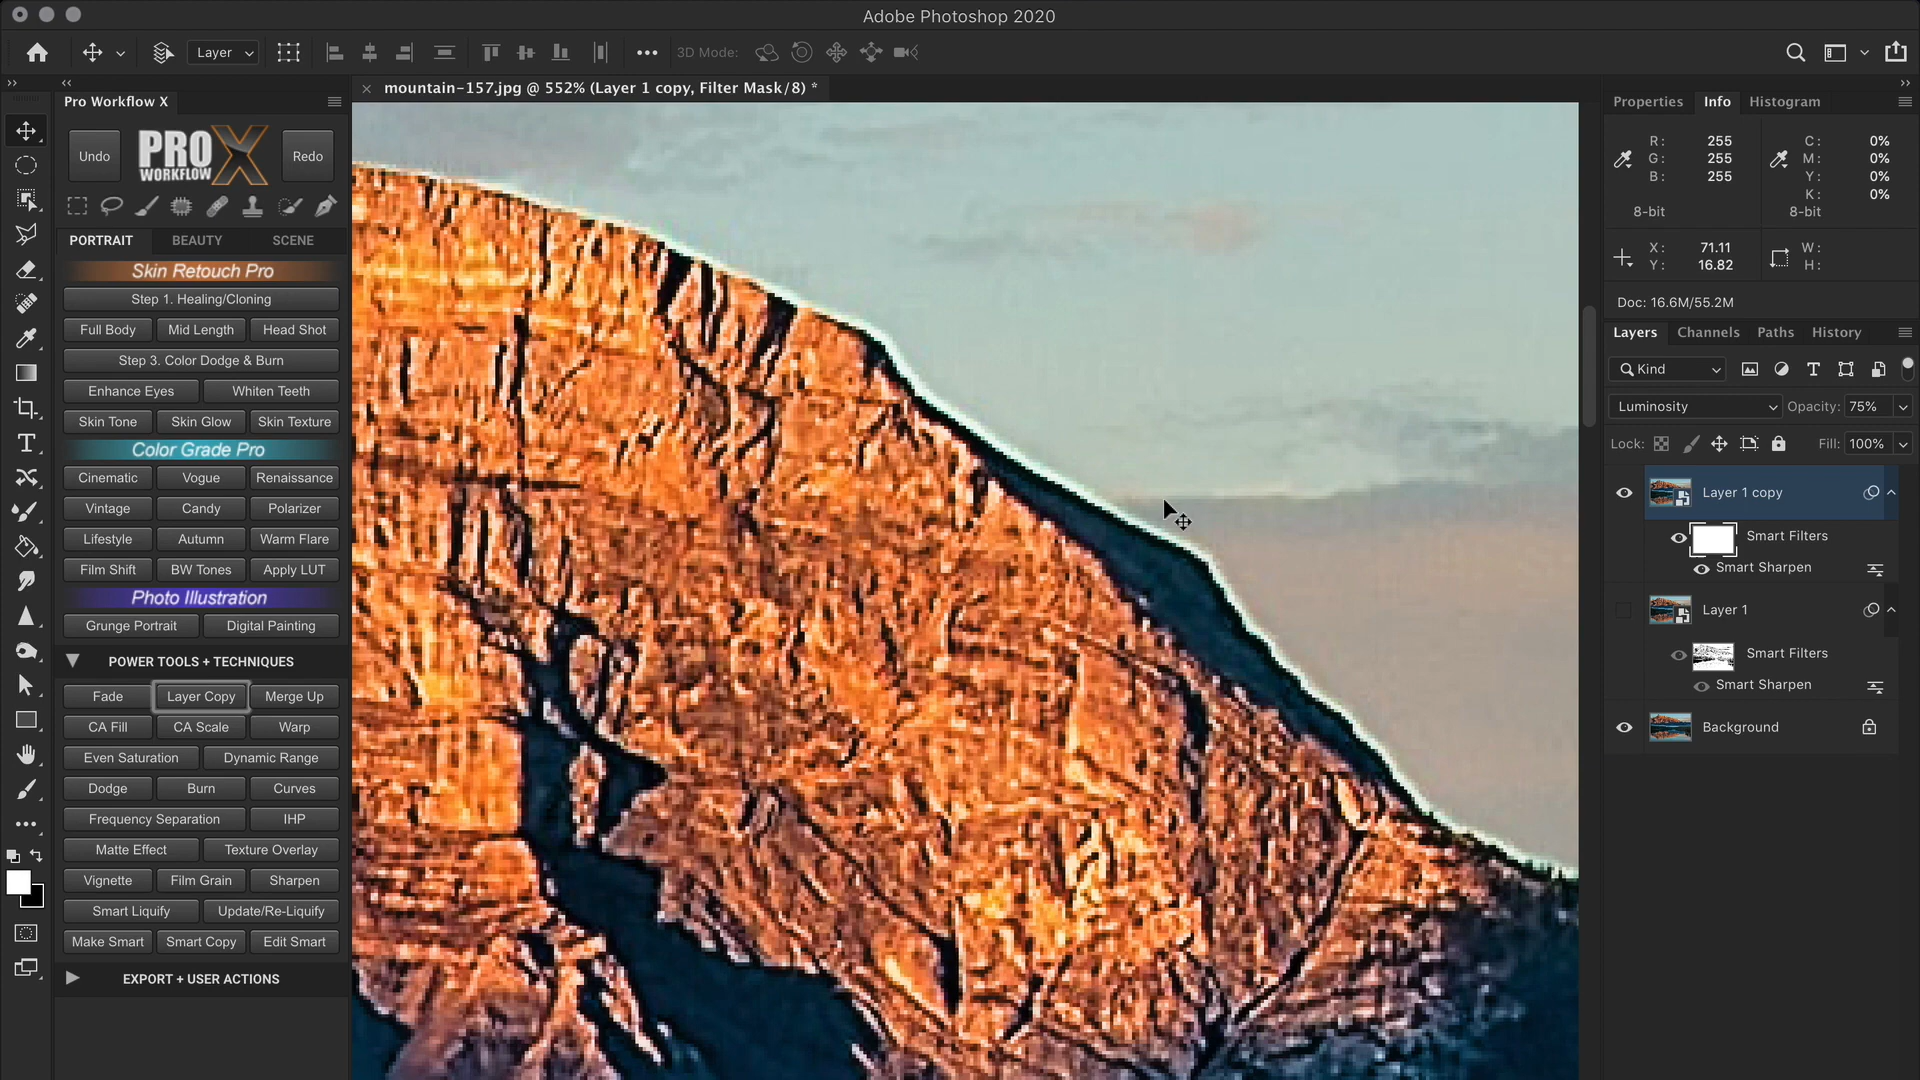 Adobe Photoshop 2020
Layer
3D Mode:
Pro Workflow X
mountain-157.jpg @ 552% (Layer 1 copy, Filter Mask/8) *
Undo
PRO X
WORKFLOW
Redo
PORTRAIT BEAUTY SCENE
Skin Retouch Pro
Step 1. Healing/Cloning
Full Body Mid Length Head Shot
Step 3. Color Dodge & Burn
Enhance Eyes Whiten Teeth
Skin Tone Skin Glow Skin Texture
Color Grade Pro
Cinematic Vogue Renaissance
Vintage Candy Polarizer
Lifestyle Autumn Warm Flare
Film Shift BW Tones Apply LUT
Photo Illustration
Grunge Portrait Digital Painting
POWER TOOLS + TECHNIQUES
Fade Layer Copy Merge Up
CA Fill CA Scale Warp
Even Saturation Dynamic Range
Dodge Burn Curves
Frequency Separation IHP
Matte Effect Texture Overlay
Vignette Film Grain Sharpen
Smart Liquify Update/Re-Liquify
Make Smart Smart Copy Edit Smart
EXPORT + USER ACTIONS
Properties Info Histogram
R: 255 C: 0%
G: 255 M: 0%
B: 255 Y: 0%
K: 0%
8-bit 8-bit
X: 71.11 W:
Y: 16.82 H:
Doc: 16.6M/55.2M
Layers Channels Paths History
Kind
Luminosity Opacity: 75%
Lock: Fill: 100%
Layer 1 copy
Smart Filters
Smart Sharpen
Layer 1
Smart Filters
Smart Sharpen
Background